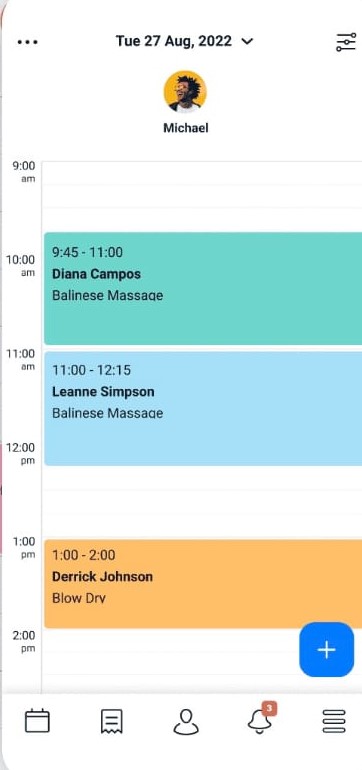 Tue 27 Aug, 2022
Michael
9:00
am
9:45 - 11:00
10:00
am
Diana Campos
Balinese Massage
11:00
am
11:00 - 12:15
Leanne Simpson
Balinese Massage
12:00
pm
1:00
pm
1:00 - 2:00
Derrick Johnson
Blow Dry
2:00
pm
3